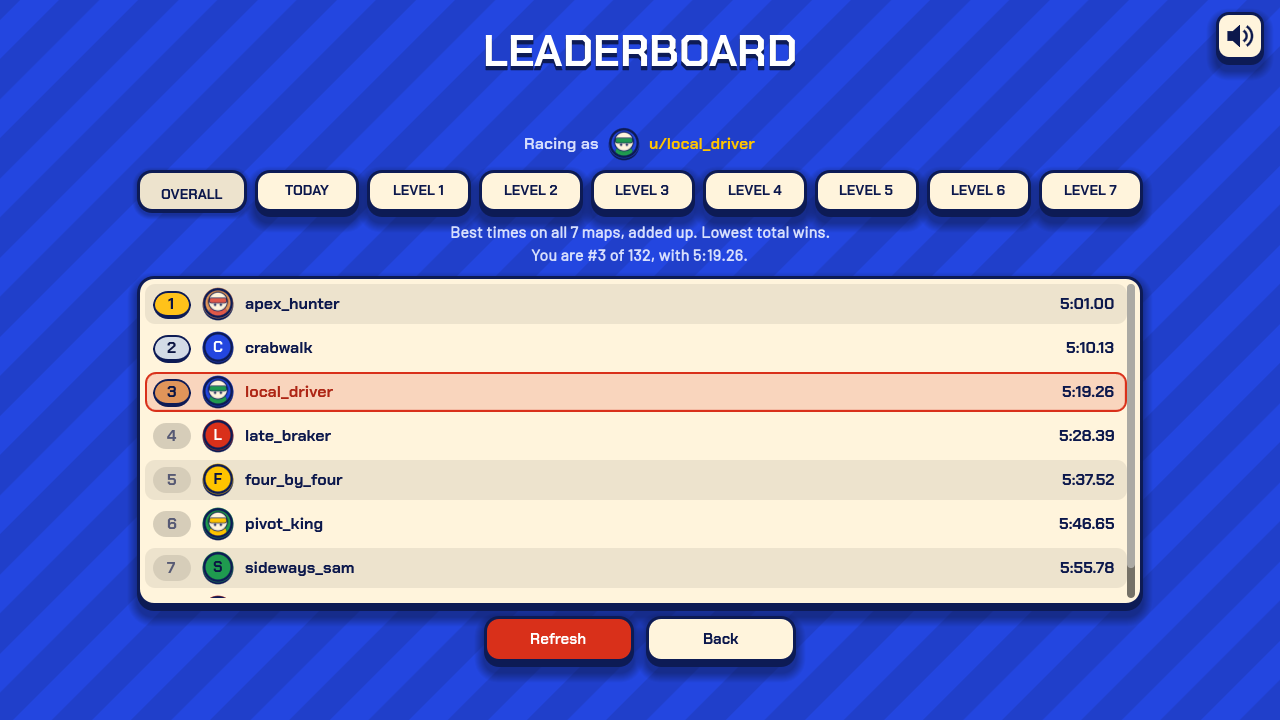 LEADERBOARD
Racing as u/local_driver
OVERALL TODAY LEVEL 1 LEVEL 2 LEVEL 3 LEVEL 4 LEVEL 5 LEVEL 6 LEVEL 7
Best times on all 7 maps, added up. Lowest total wins.
You are #3 of 132, with 5:19.26.
1 apex_hunter 5:01.00
2 C crabwalk 5:10.13
3 local_driver 5:19.26
4 L late_braker 5:28.39
5 F four_by_four 5:37.52
6 pivot_king 5:46.65
7 S sideways_sam 5:55.78
Refresh Back